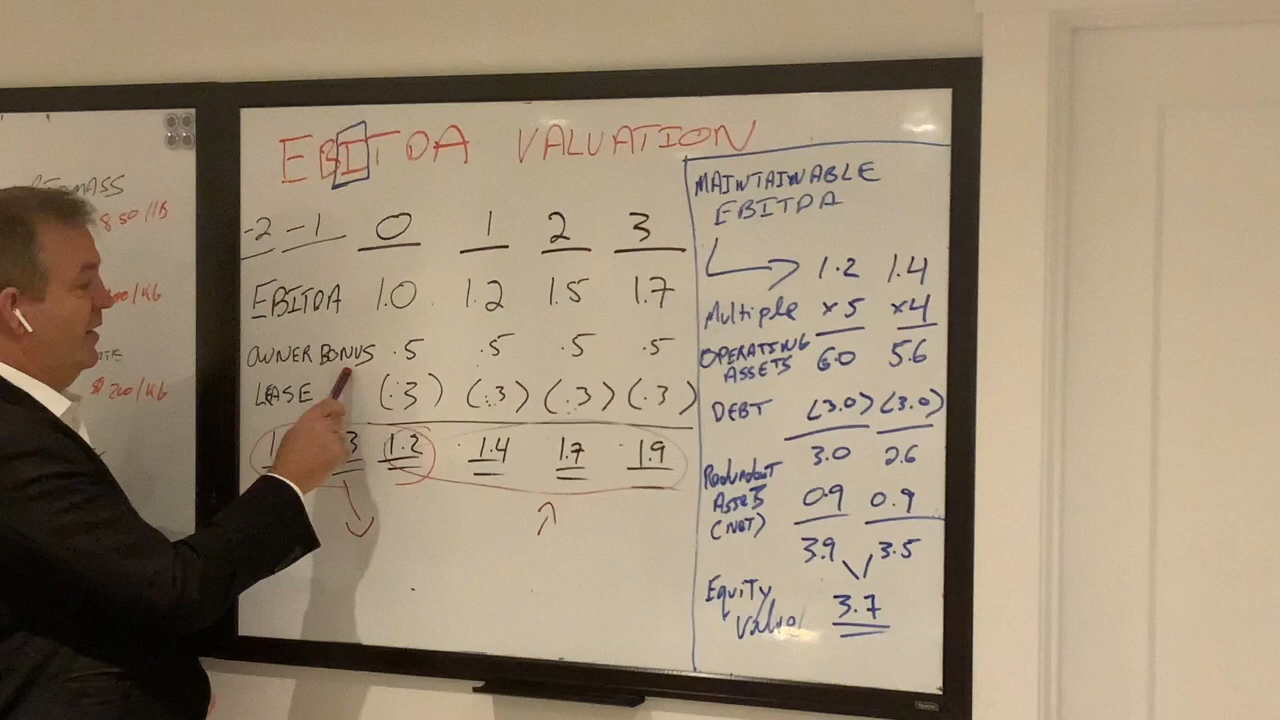 EBITDA VALUATION
-2 -1 0 1 2 3
EBITDA 1.0 1.2 1.5 1.7
OWNER BONUS .5 .5 .5 .5
LEASE (.3) (.3) (.3) (.3)
1.2 1.4 1.7 1.9
MAINTAINABLE
EBITDA
1.2 1.4
Multiple x5 x4
OPERATING
ASSETS 6.0 5.6
DEBT (3.0) (3.0)
3.0 2.6
Redundant
Assets 0.9 0.9
(NET)
3.9 3.5
Equity
Value 3.7
8.50/lB
/KG
$200/KG